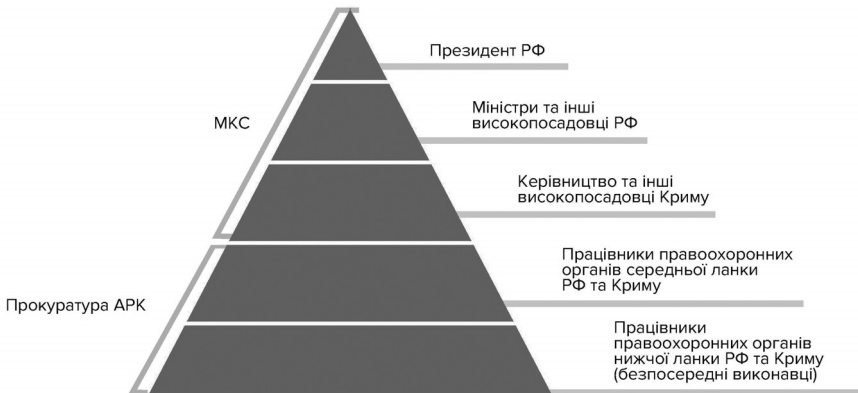 Президент РФ
Міністри та інші
високопосадовці РФ
МКС
Керівництво та інші
високопосадовці Криму
Працівники правоохоронних
органів середньої ланки
РФ та Криму
Прокуратура АРК
Працівники
правоохоронних органів
нижчої ланки РФ та Криму
(безпосередні виконавці)